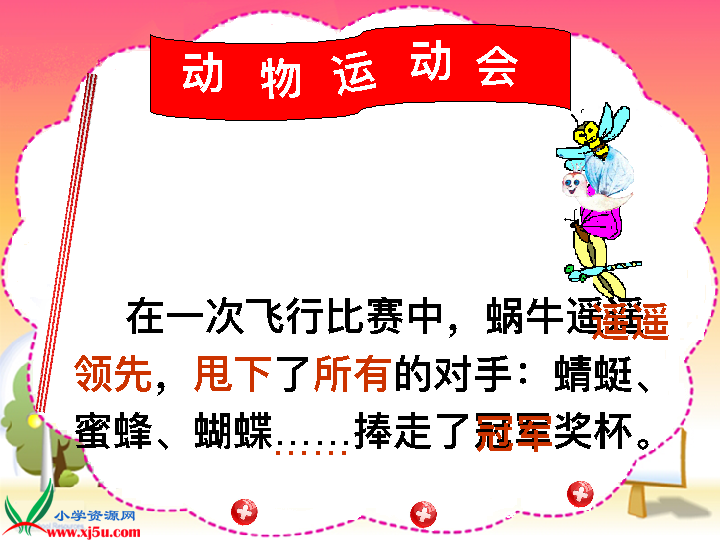 动物运动会
在一次飞行比赛中，蜗牛遥遥
领先，甩下了所有的对手：蜻蜓、
蜜蜂、蝴蝶……捧走了冠军奖杯。
小学资源网
www.xj5u.com